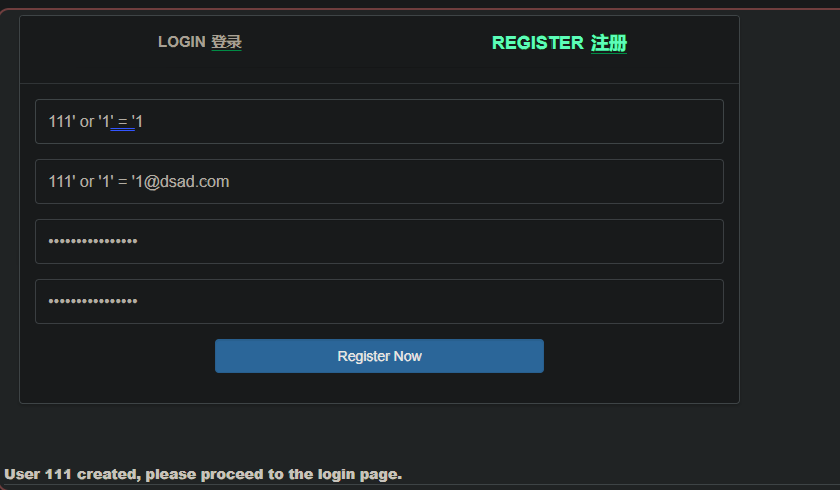 LOGIN 登录 REGISTER 注册
111' or '1' = '1
111' or '1' = '1@dsad.com
••••••••••••••••
••••••••••••••••
Register Now
User 111 created, please proceed to the login page.